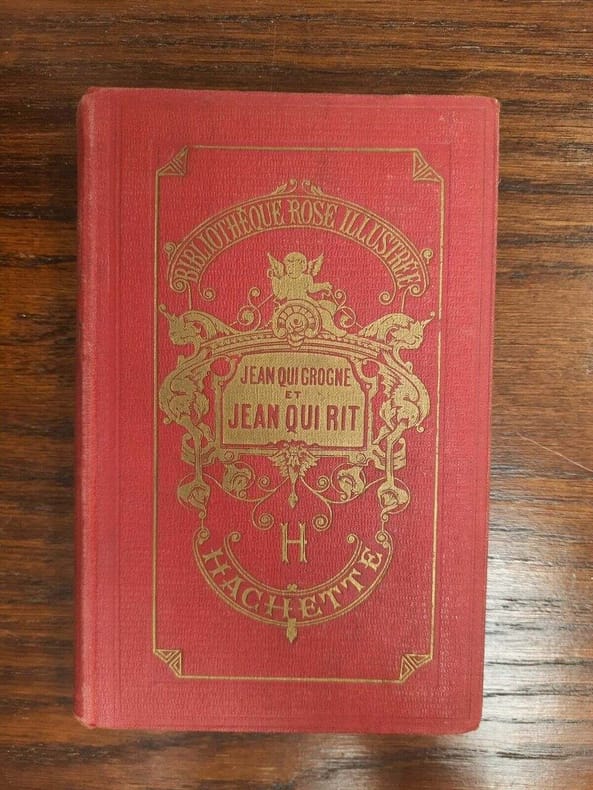 BIBLIOTHÈQUE ROSE ILLUSTRÉE
JEAN QUI GROGNE
ET
JEAN QUI RIT
H
HACHETTE